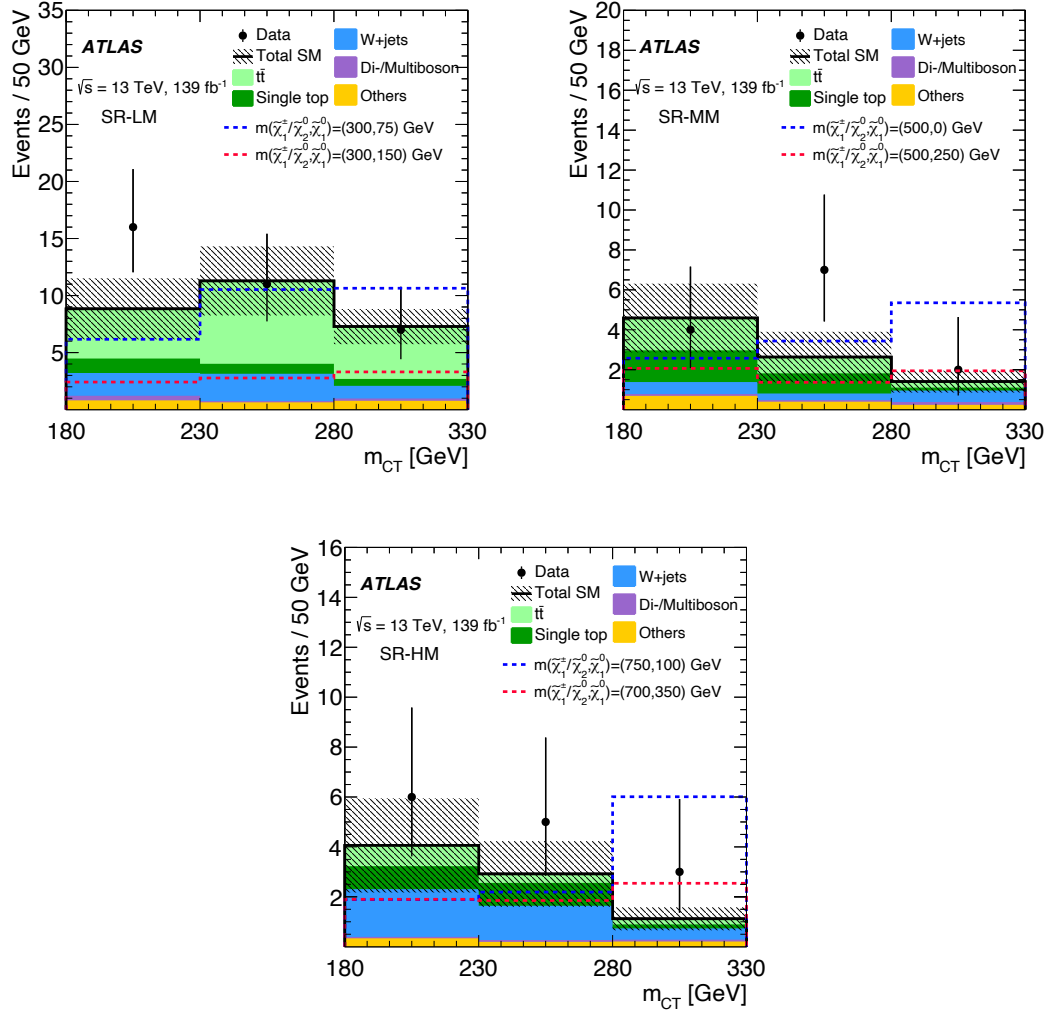 Events / 50 GeV
35
30
25
20
15
10
5
ATLAS
√s = 13 TeV, 139 fb⁻¹
SR-LM
Data
Total SM
tt̄
Single top
W+jets
Di-/Multiboson
Others
m(χ̃₁±/χ̃₂⁰,χ̃₁⁰)=(300,75) GeV
m(χ̃₁±/χ̃₂⁰,χ̃₁⁰)=(300,150) GeV
180 230 280 330
m_CT [GeV]
Events / 50 GeV
20
18
16
14
12
10
8
6
4
2
ATLAS
√s = 13 TeV, 139 fb⁻¹
SR-MM
Data
Total SM
tt̄
Single top
W+jets
Di-/Multiboson
Others
m(χ̃₁±/χ̃₂⁰,χ̃₁⁰)=(500,0) GeV
m(χ̃₁±/χ̃₂⁰,χ̃₁⁰)=(500,250) GeV
180 230 280 330
m_CT [GeV]
Events / 50 GeV
16
14
12
10
8
6
4
2
ATLAS
√s = 13 TeV, 139 fb⁻¹
SR-HM
Data
Total SM
tt̄
Single top
W+jets
Di-/Multiboson
Others
m(χ̃₁±/χ̃₂⁰,χ̃₁⁰)=(750,100) GeV
m(χ̃₁±/χ̃₂⁰,χ̃₁⁰)=(700,350) GeV
180 230 280 330
m_CT [GeV]